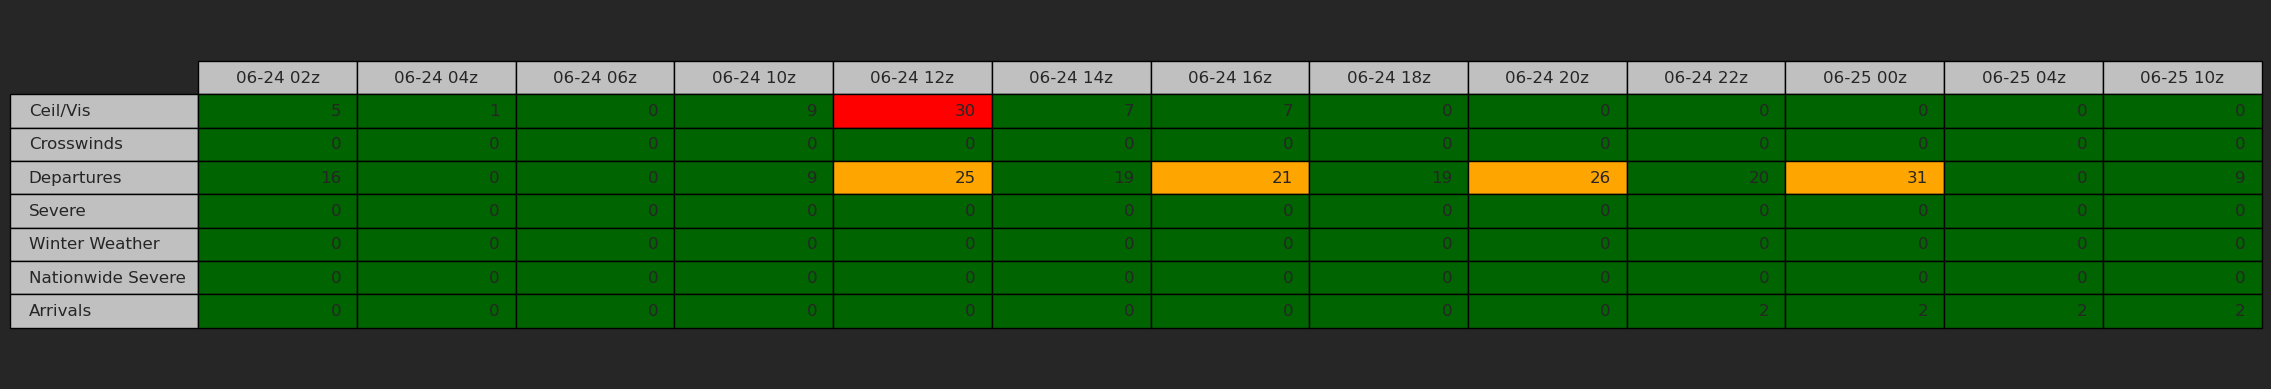 06-24 02z 06-24 04z 06-24 06z 06-24 10z 06-24 12z 06-24 14z 06-24 16z 06-24 18z 06-24 20z 06-24 22z 06-25 00z 06-25 04z 06-25 10z
Ceil/Vis 5 1 0 9 30 7 7 0 0 0 0 0 0
Crosswinds 0 0 0 0 0 0 0 0 0 0 0 0 0
Departures 16 0 0 9 25 19 21 19 26 20 31 0 9
Severe 0 0 0 0 0 0 0 0 0 0 0 0 0
Winter Weather 0 0 0 0 0 0 0 0 0 0 0 0 0
Nationwide Severe 0 0 0 0 0 0 0 0 0 0 0 0 0
Arrivals 0 0 0 0 0 0 0 0 0 2 2 2 2